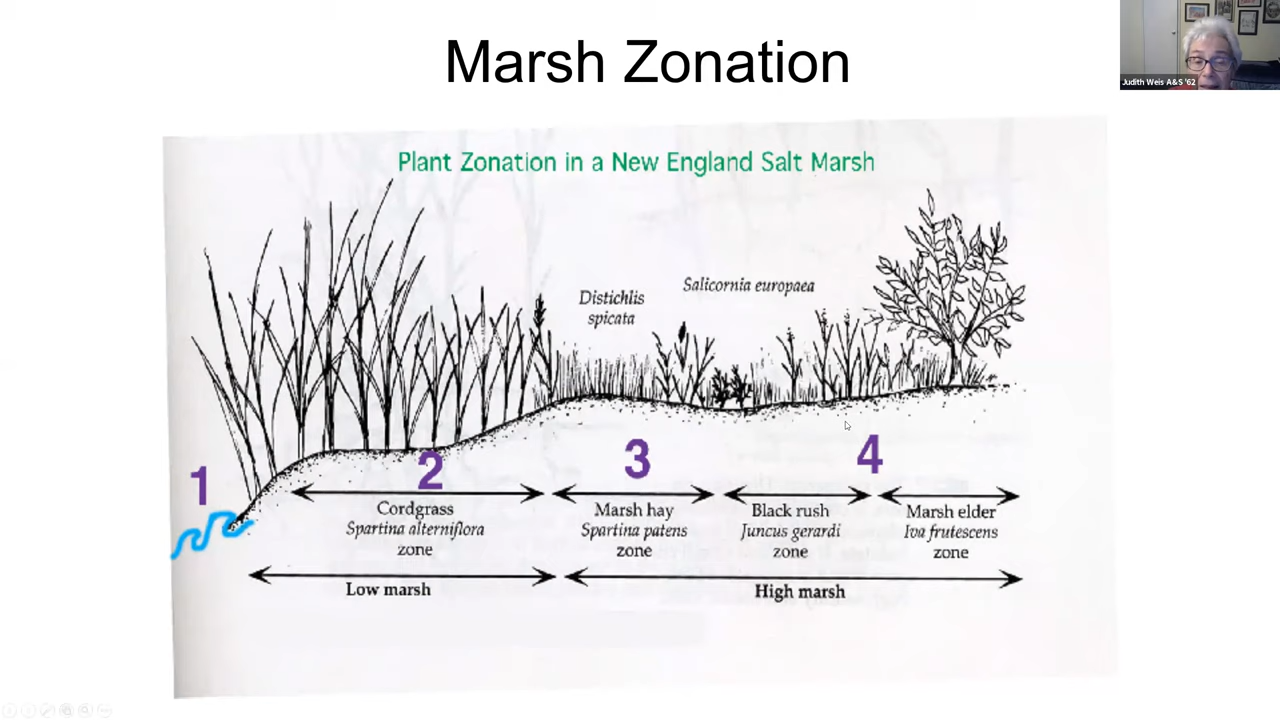 Marsh Zonation
Judith Weis A&S '62
Plant Zonation in a New England Salt Marsh
Distichlis
spicata
Salicornia europaea
1
2
3
4
Cordgrass
Spartina alterniflora
zone
Marsh hay
Spartina patens
zone
Black rush
Juncus gerardi
zone
Marsh elder
Iva frutescens
zone
Low marsh
High marsh